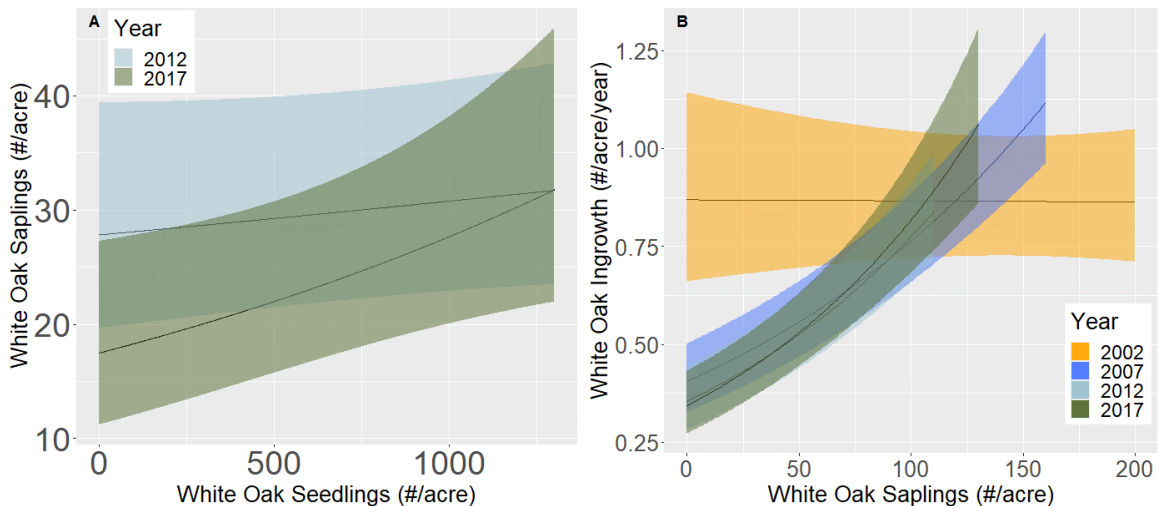 A
Year
2012
2017
White Oak Saplings (#/acre)
40
30
20
10
0
500
1000
White Oak Seedlings (#/acre)
B
White Oak Ingrowth (#/acre/year)
1.25
1.00
0.75
0.50
0.25
Year
2002
2007
2012
2017
0
50
100
150
200
White Oak Saplings (#/acre)